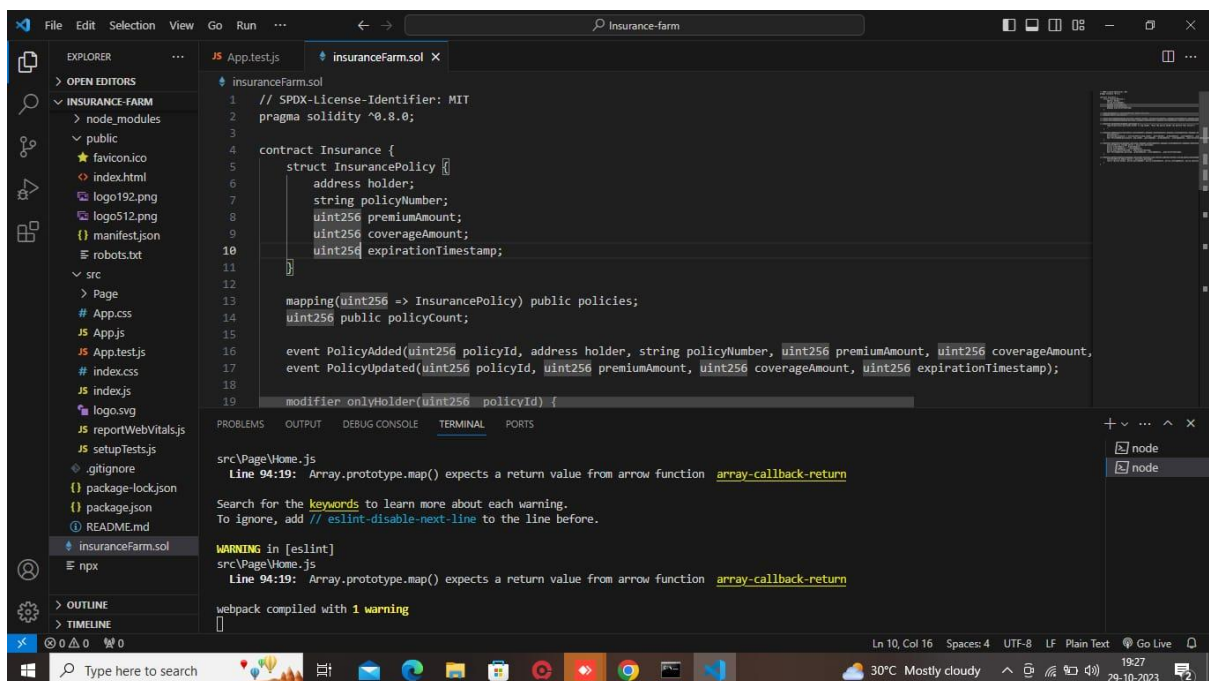 File Edit Selection View Go Run ··· Insurance-farm
EXPLORER ···
OPEN EDITORS
INSURANCE-FARM
node_modules
public
favicon.ico
index.html
logo192.png
logo512.png
manifest.json
robots.txt
src
Page
App.css
App.js
App.test.js
index.css
index.js
logo.svg
reportWebVitals.js
setupTests.js
.gitignore
package-lock.json
package.json
README.md
insuranceFarm.sol
npx
OUTLINE
TIMELINE
JS App.test.js insuranceFarm.sol
insuranceFarm.sol
1 // SPDX-License-Identifier: MIT
2 pragma solidity ^0.8.0;
3
4 contract Insurance {
5 struct InsurancePolicy {
6 address holder;
7 string policyNumber;
8 uint256 premiumAmount;
9 uint256 coverageAmount;
10 uint256 expirationTimestamp;
11 }
12
13 mapping(uint256 => InsurancePolicy) public policies;
14 uint256 public policyCount;
15
16 event PolicyAdded(uint256 policyId, address holder, string policyNumber, uint256 premiumAmount, uint256 coverageAmount,
17 event PolicyUpdated(uint256 policyId, uint256 premiumAmount, uint256 coverageAmount, uint256 expirationTimestamp);
18
19 modifier onlyHolder(uint256 policyId) {
PROBLEMS OUTPUT DEBUG CONSOLE TERMINAL PORTS
src\Page\Home.js
Line 94:19: Array.prototype.map() expects a return value from arrow function array-callback-return
Search for the keywords to learn more about each warning.
To ignore, add // eslint-disable-next-line to the line before.
WARNING in [eslint]
src\Page\Home.js
Line 94:19: Array.prototype.map() expects a return value from arrow function array-callback-return
webpack compiled with 1 warning
node
node
0 0 0 Ln 10, Col 16 Spaces: 4 UTF-8 LF Plain Text Go Live
Type here to search 30°C Mostly cloudy 19:27
29-10-2023 2